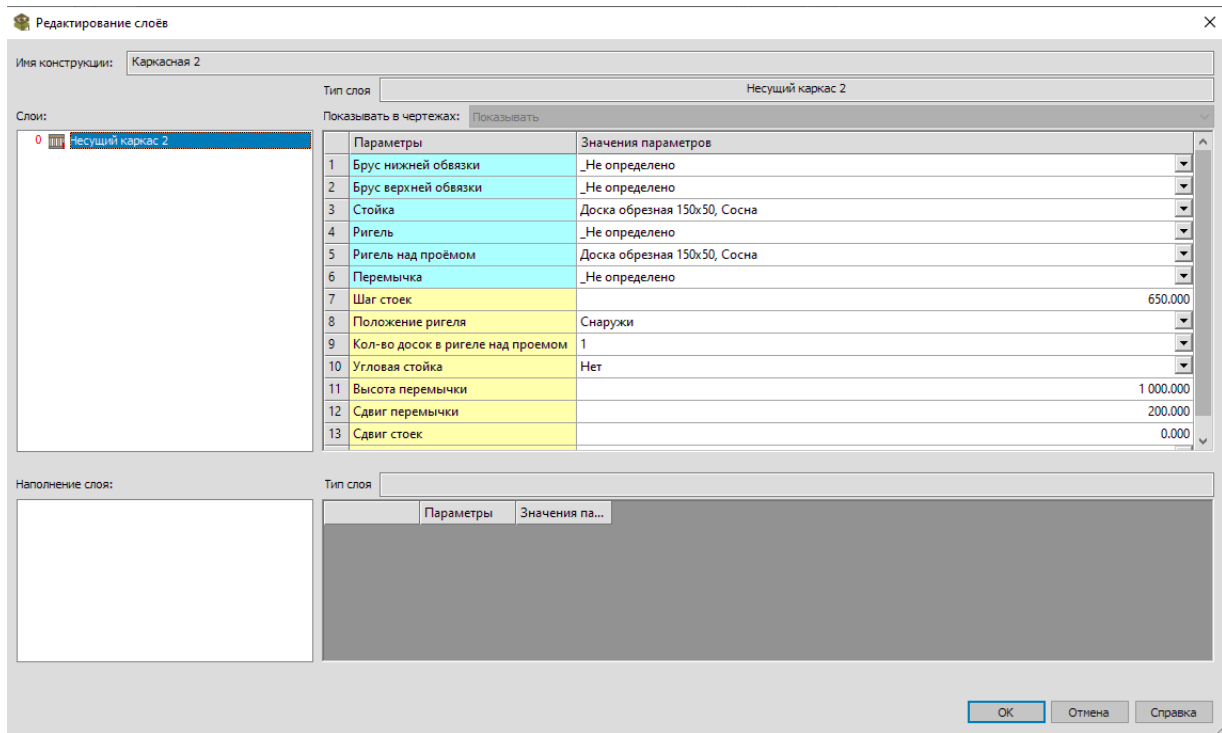 Редактирование слоёв
Имя конструкции: Каркасная 2
Тип слоя Несущий каркас 2
Слои: Показывать в чертежах: Показывать
0 Несущий каркас 2
Параметры Значения параметров
1 Брус нижней обвязки _Не определено
2 Брус верхней обвязки _Не определено
3 Стойка Доска обрезная 150x50, Сосна
4 Ригель _Не определено
5 Ригель над проёмом Доска обрезная 150x50, Сосна
6 Перемычка _Не определено
7 Шаг стоек 650.000
8 Положение ригеля Снаружи
9 Кол-во досок в ригеле над проемом 1
10 Угловая стойка Нет
11 Высота перемычки 1 000.000
12 Сдвиг перемычки 200.000
13 Сдвиг стоек 0.000
Наполнение слоя: Тип слоя
Параметры Значения па...
OK Отмена Справка